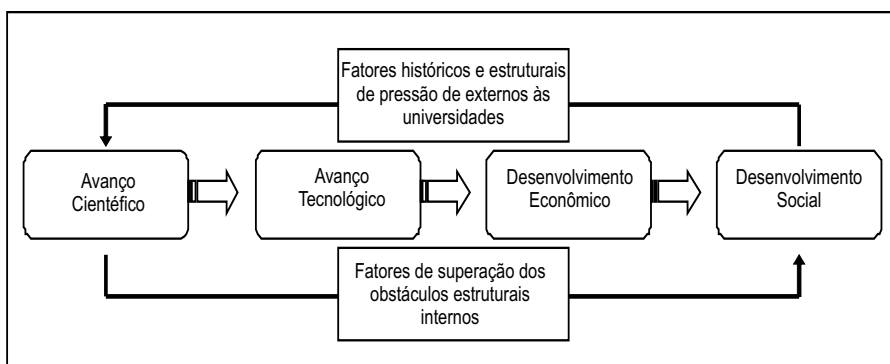 Fatores históricos e estruturais
de pressão de externos às
universidades
Avanço
Científico
Avanço
Tecnológico
Desenvolvimento
Econômico
Desenvolvimento
Social
Fatores de superação dos
obstáculos estruturais
internos